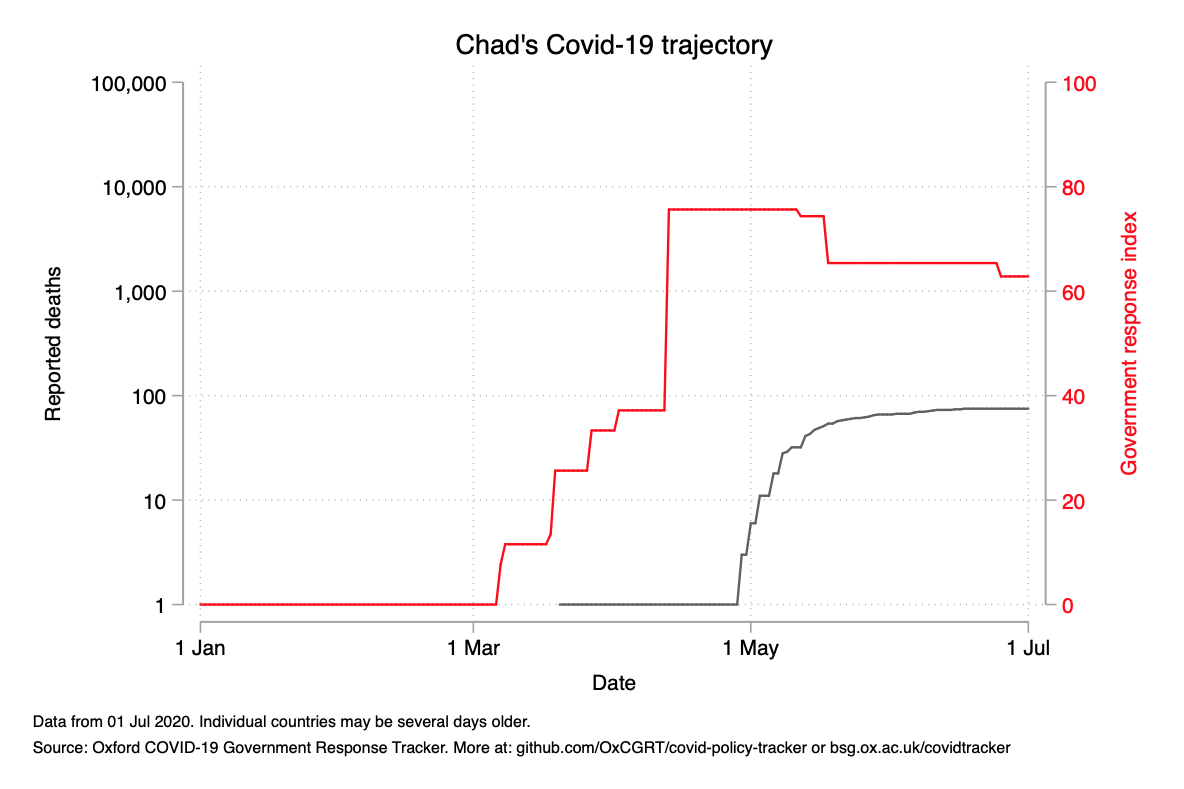 Chad's Covid-19 trajectory
100,000
10,000
1,000
100
10
1
Reported deaths
100
80
60
40
20
0
Government response index
1 Jan
1 Mar
1 May
1 Jul
Date
Data from 01 Jul 2020. Individual countries may be several days older.
Source: Oxford COVID-19 Government Response Tracker. More at: github.com/OxCGRT/covid-policy-tracker or bsg.ox.ac.uk/covidtracker